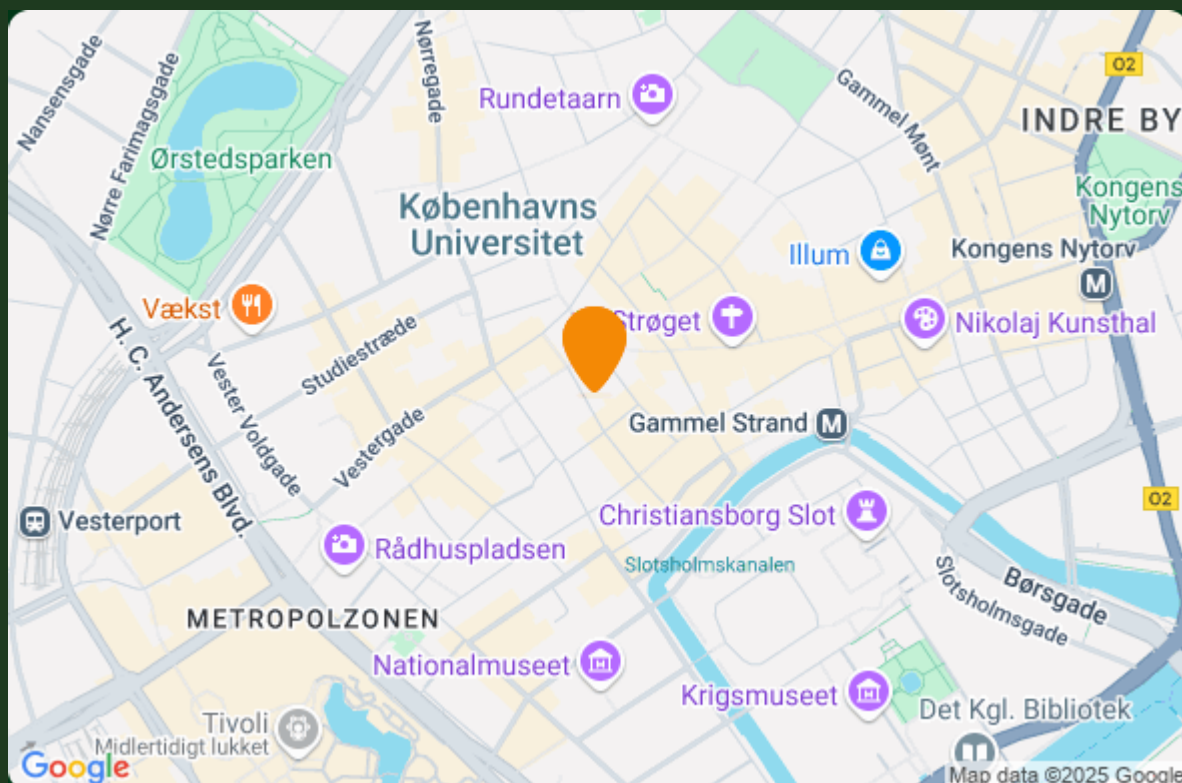 Nansensgade
Nørre Farimagsgade
Nørregade
Rundetaarn
Gammel Mønt
O2
INDRE BY
Ørstedsparken
Københavns
Universitet
Kongens
Nytorv
Illum
Kongens Nytorv
M
Vækst
Strøget
Nikolaj Kunsthal
H. C. Andersens Blvd.
Vester Voldgade
Studiestræde
Vestergade
Gammel Strand
M
O2
Vesterport
Christiansborg Slot
Rådhuspladsen
Slotsholmskanalen
Børsgade
Slotsholmsgade
METROPOLZONEN
Nationalmuseet
Krigsmuseet
Det Kgl. Bibliotek
Tivoli
Midlertidigt lukket
Google
Map data ©2025 Google